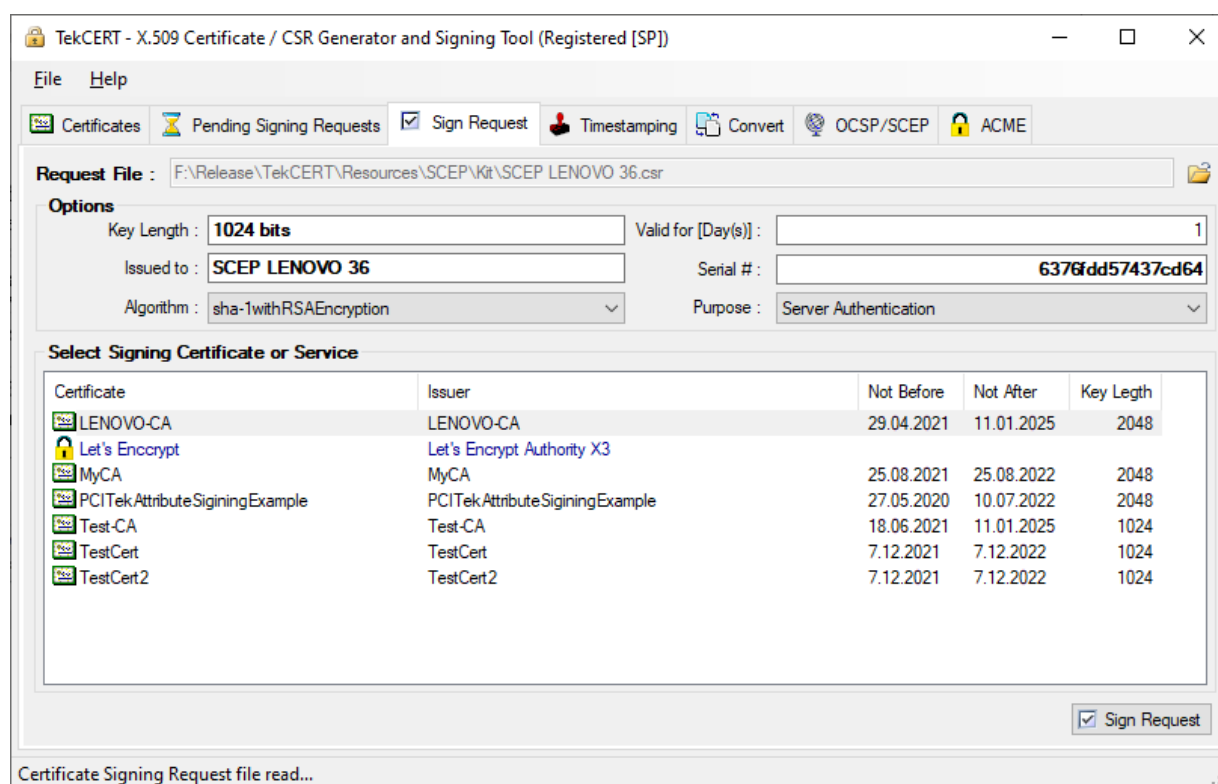 TekCERT - X.509 Certificate / CSR Generator and Signing Tool (Registered [SP])
File Help
Certificates Pending Signing Requests Sign Request Timestamping Convert OCSP/SCEP ACME
Request File : F:\Release\TekCERT\Resources\SCEP\Kit\SCEP LENOVO 36.csr
Options
Key Length : 1024 bits Valid for [Day(s)] : 1
Issued to : SCEP LENOVO 36 Serial # : 6376fdd57437cd64
Algorithm : sha-1withRSAEncryption Purpose : Server Authentication
Select Signing Certificate or Service
Certificate Issuer Not Before Not After Key Legth
LENOVO-CA LENOVO-CA 29.04.2021 11.01.2025 2048
Let's Enccrypt Let's Encrypt Authority X3
MyCA MyCA 25.08.2021 25.08.2022 2048
PCITekAttributeSiginingExample PCITekAttributeSiginingExample 27.05.2020 10.07.2022 2048
Test-CA Test-CA 18.06.2021 11.01.2025 1024
TestCert TestCert 7.12.2021 7.12.2022 1024
TestCert2 TestCert2 7.12.2021 7.12.2022 1024
Sign Request
Certificate Signing Request file read...